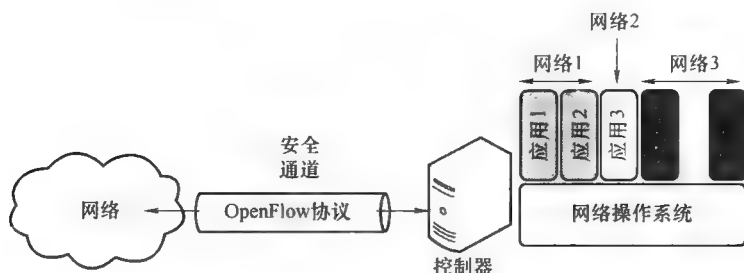 网络2
网络1
网络3
应用1
应用2
应用3
安全
通道
网络
OpenFlow协议
网络操作系统
控制器